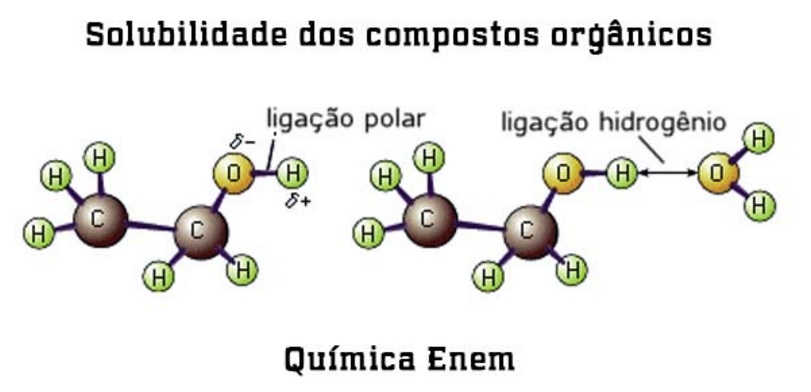 Solubilidade dos compostos orgânicos
ligação polar
δ-
O H
δ+
H H
H C C
H H
ligação hidrogênio
H
O H O
H H H
H C C
H H
Química Enem